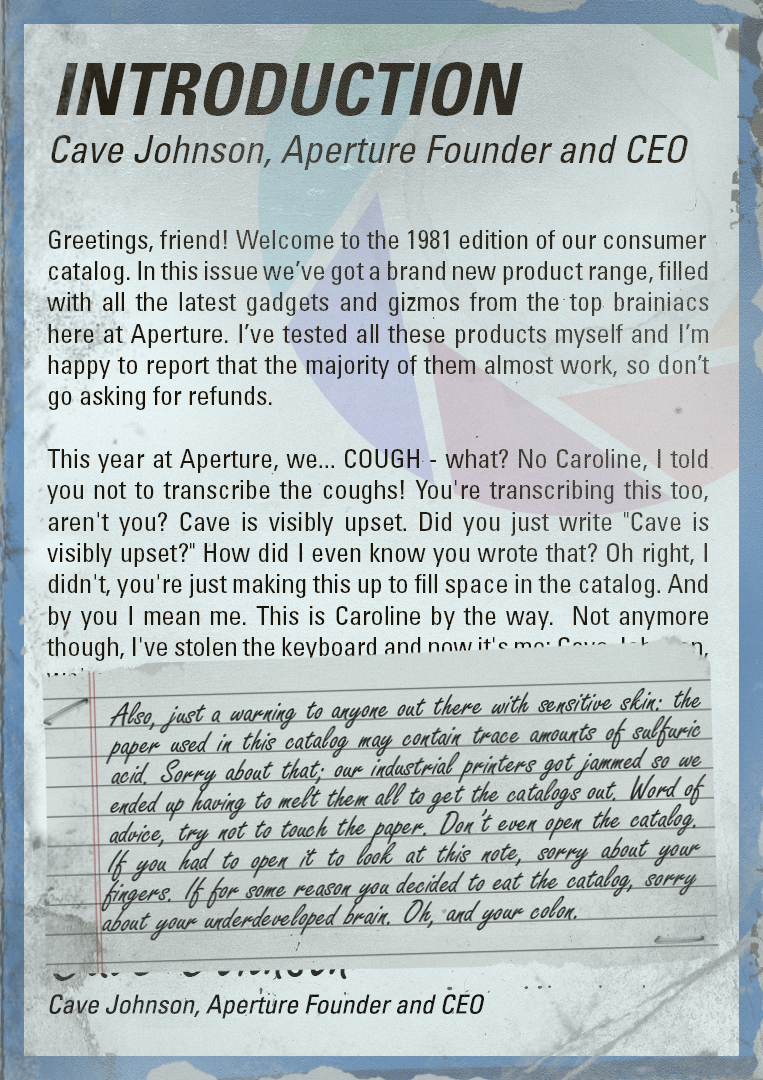 INTRODUCTION
Cave Johnson, Aperture Founder and CEO
Greetings, friend! Welcome to the 1981 edition of our consumer
catalog. In this issue we've got a brand new product range, filled
with all the latest gadgets and gizmos from the top brainiacs
here at Aperture. I've tested all these products myself and I'm
happy to report that the majority of them almost work, so don't
go asking for refunds.
This year at Aperture, we... COUGH - what? No Caroline, I told
you not to transcribe the coughs! You're transcribing this too,
aren't you? Cave is visibly upset. Did you just write "Cave is
visibly upset?" How did I even know you wrote that? Oh right, I
didn't, you're just making this up to fill space in the catalog. And
by you I mean me. This is Caroline by the way. Not anymore
though, I've stolen the keyboard and now it's me: Cave Johnson,
Also, just a warning to anyone out there with sensitive skin: the
paper used in this catalog may contain trace amounts of sulfuric
acid. Sorry about that; our industrial printers got jammed so we
ended up having to melt them all to get the catalogs out. Word of
advice, try not to touch the paper. Don't even open the catalog.
If you had to open it to look at this note, sorry about your
fingers. If for some reason you decided to eat the catalog, sorry
about your underdeveloped brain. Oh, and your colon.
Cave Johnson, Aperture Founder and CEO